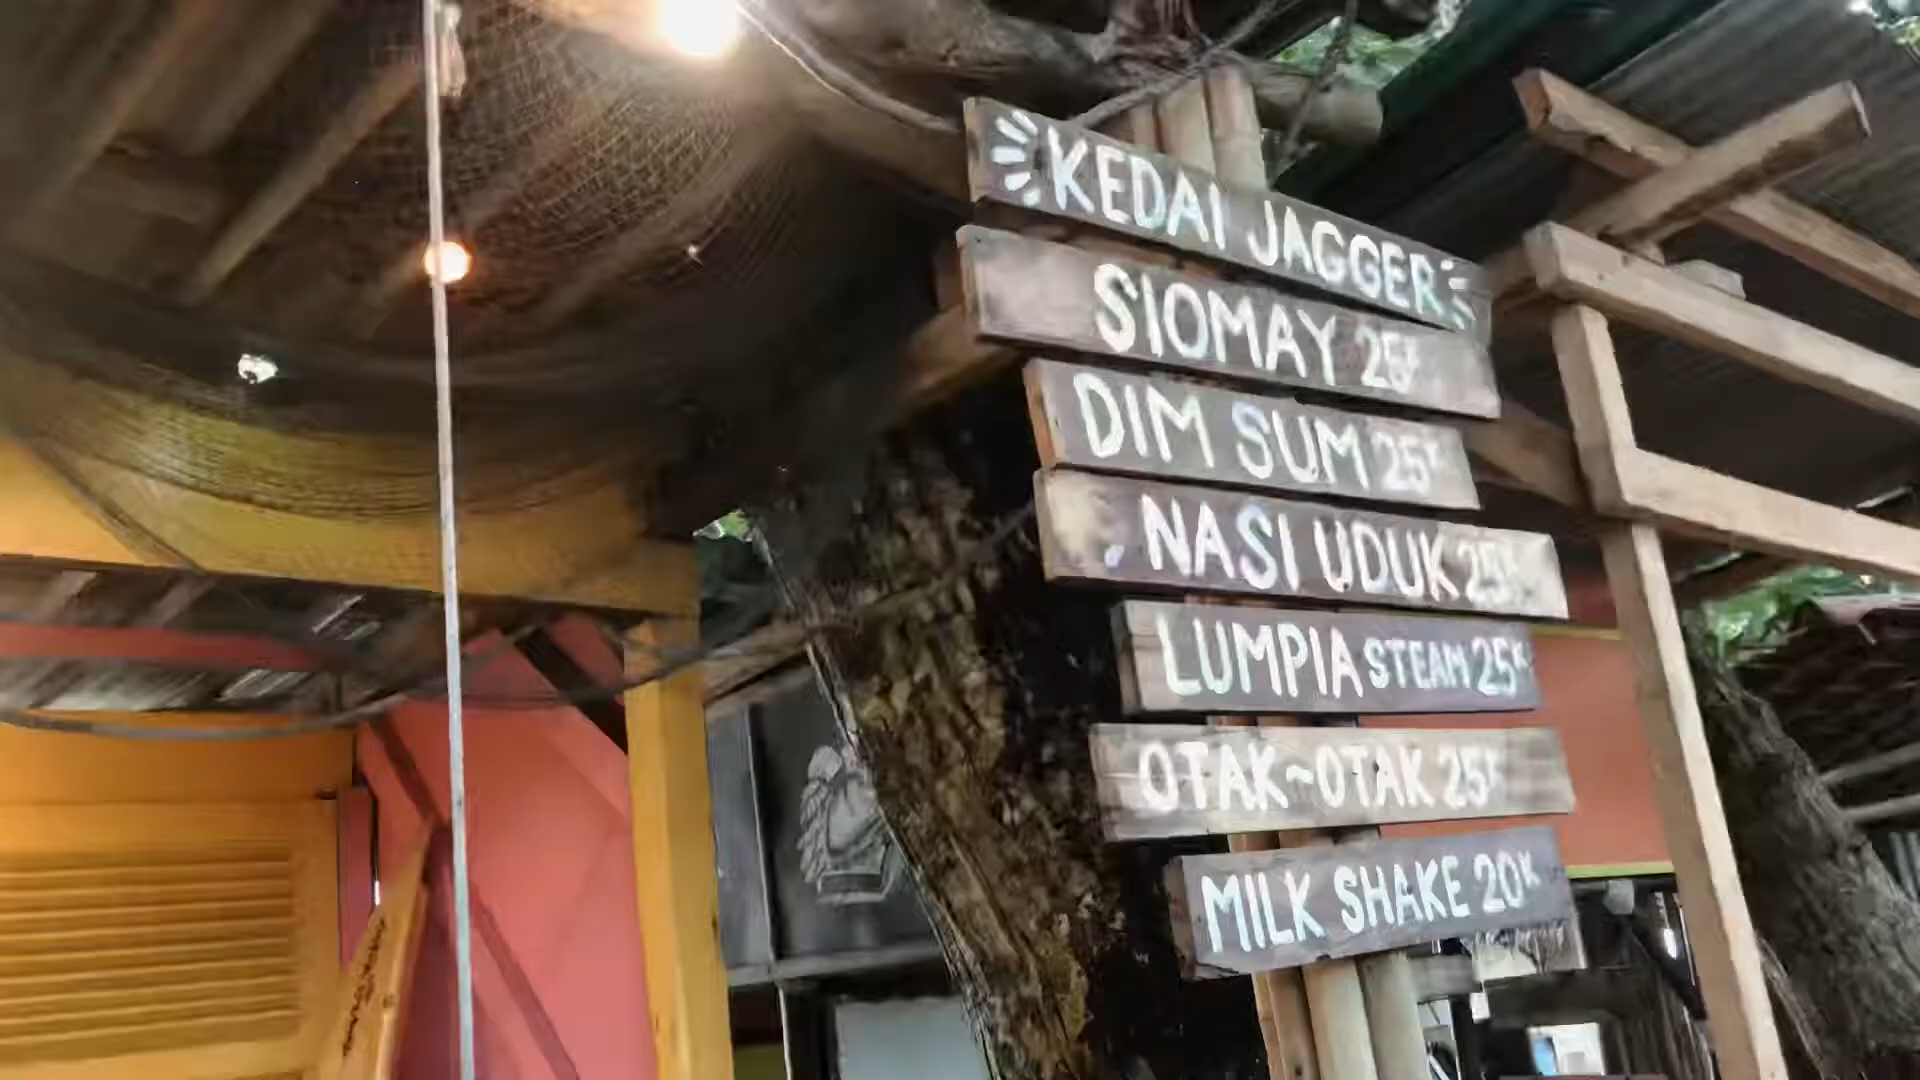 KEDAI JAGGER
SIOMAY 25K
DIM SUM 25K
NASI UDUK 25K
LUMPIA STEAM 25K
OTAK~OTAK 25K
MILK SHAKE 20K